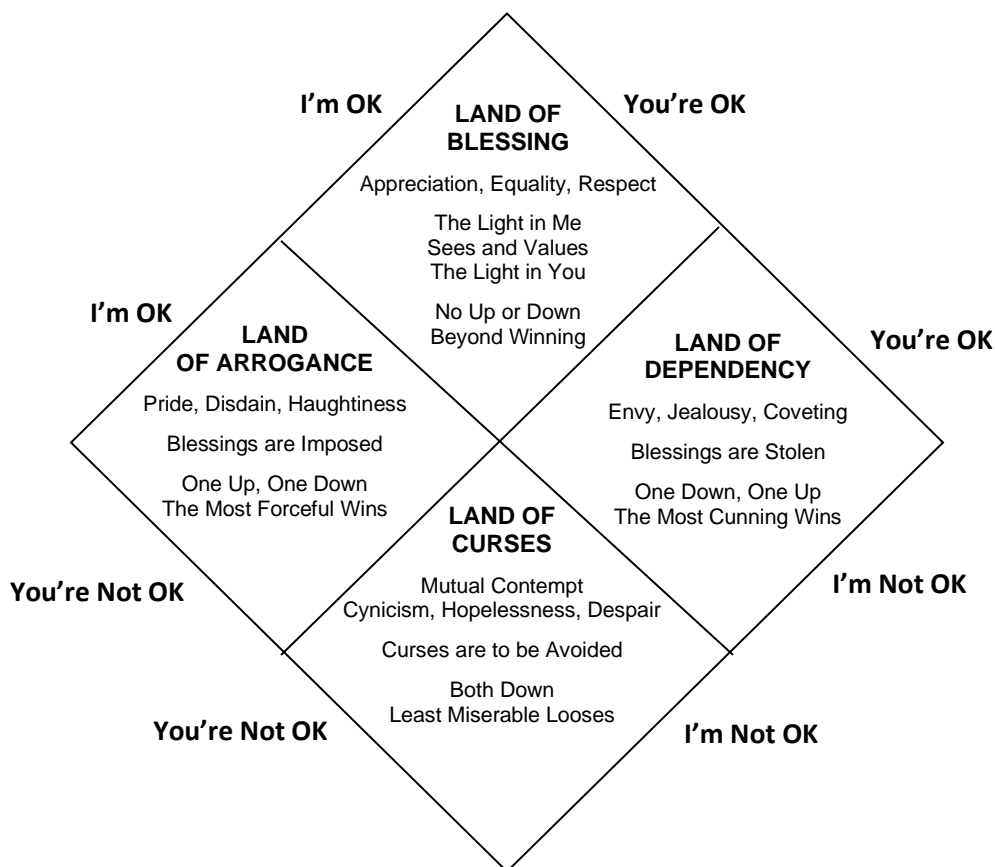 I'm OK
You're OK
LAND OF
BLESSING
Appreciation, Equality, Respect
The Light in Me
Sees and Values
The Light in You
No Up or Down
Beyond Winning
I'm OK
You're OK
LAND
OF ARROGANCE
Pride, Disdain, Haughtiness
Blessings are Imposed
One Up, One Down
The Most Forceful Wins
LAND OF
DEPENDENCY
Envy, Jealousy, Coveting
Blessings are Stolen
One Down, One Up
The Most Cunning Wins
You're Not OK
I'm Not OK
LAND OF
CURSES
Mutual Contempt
Cynicism, Hopelessness, Despair
Curses are to be Avoided
Both Down
Least Miserable Looses
You're Not OK
I'm Not OK